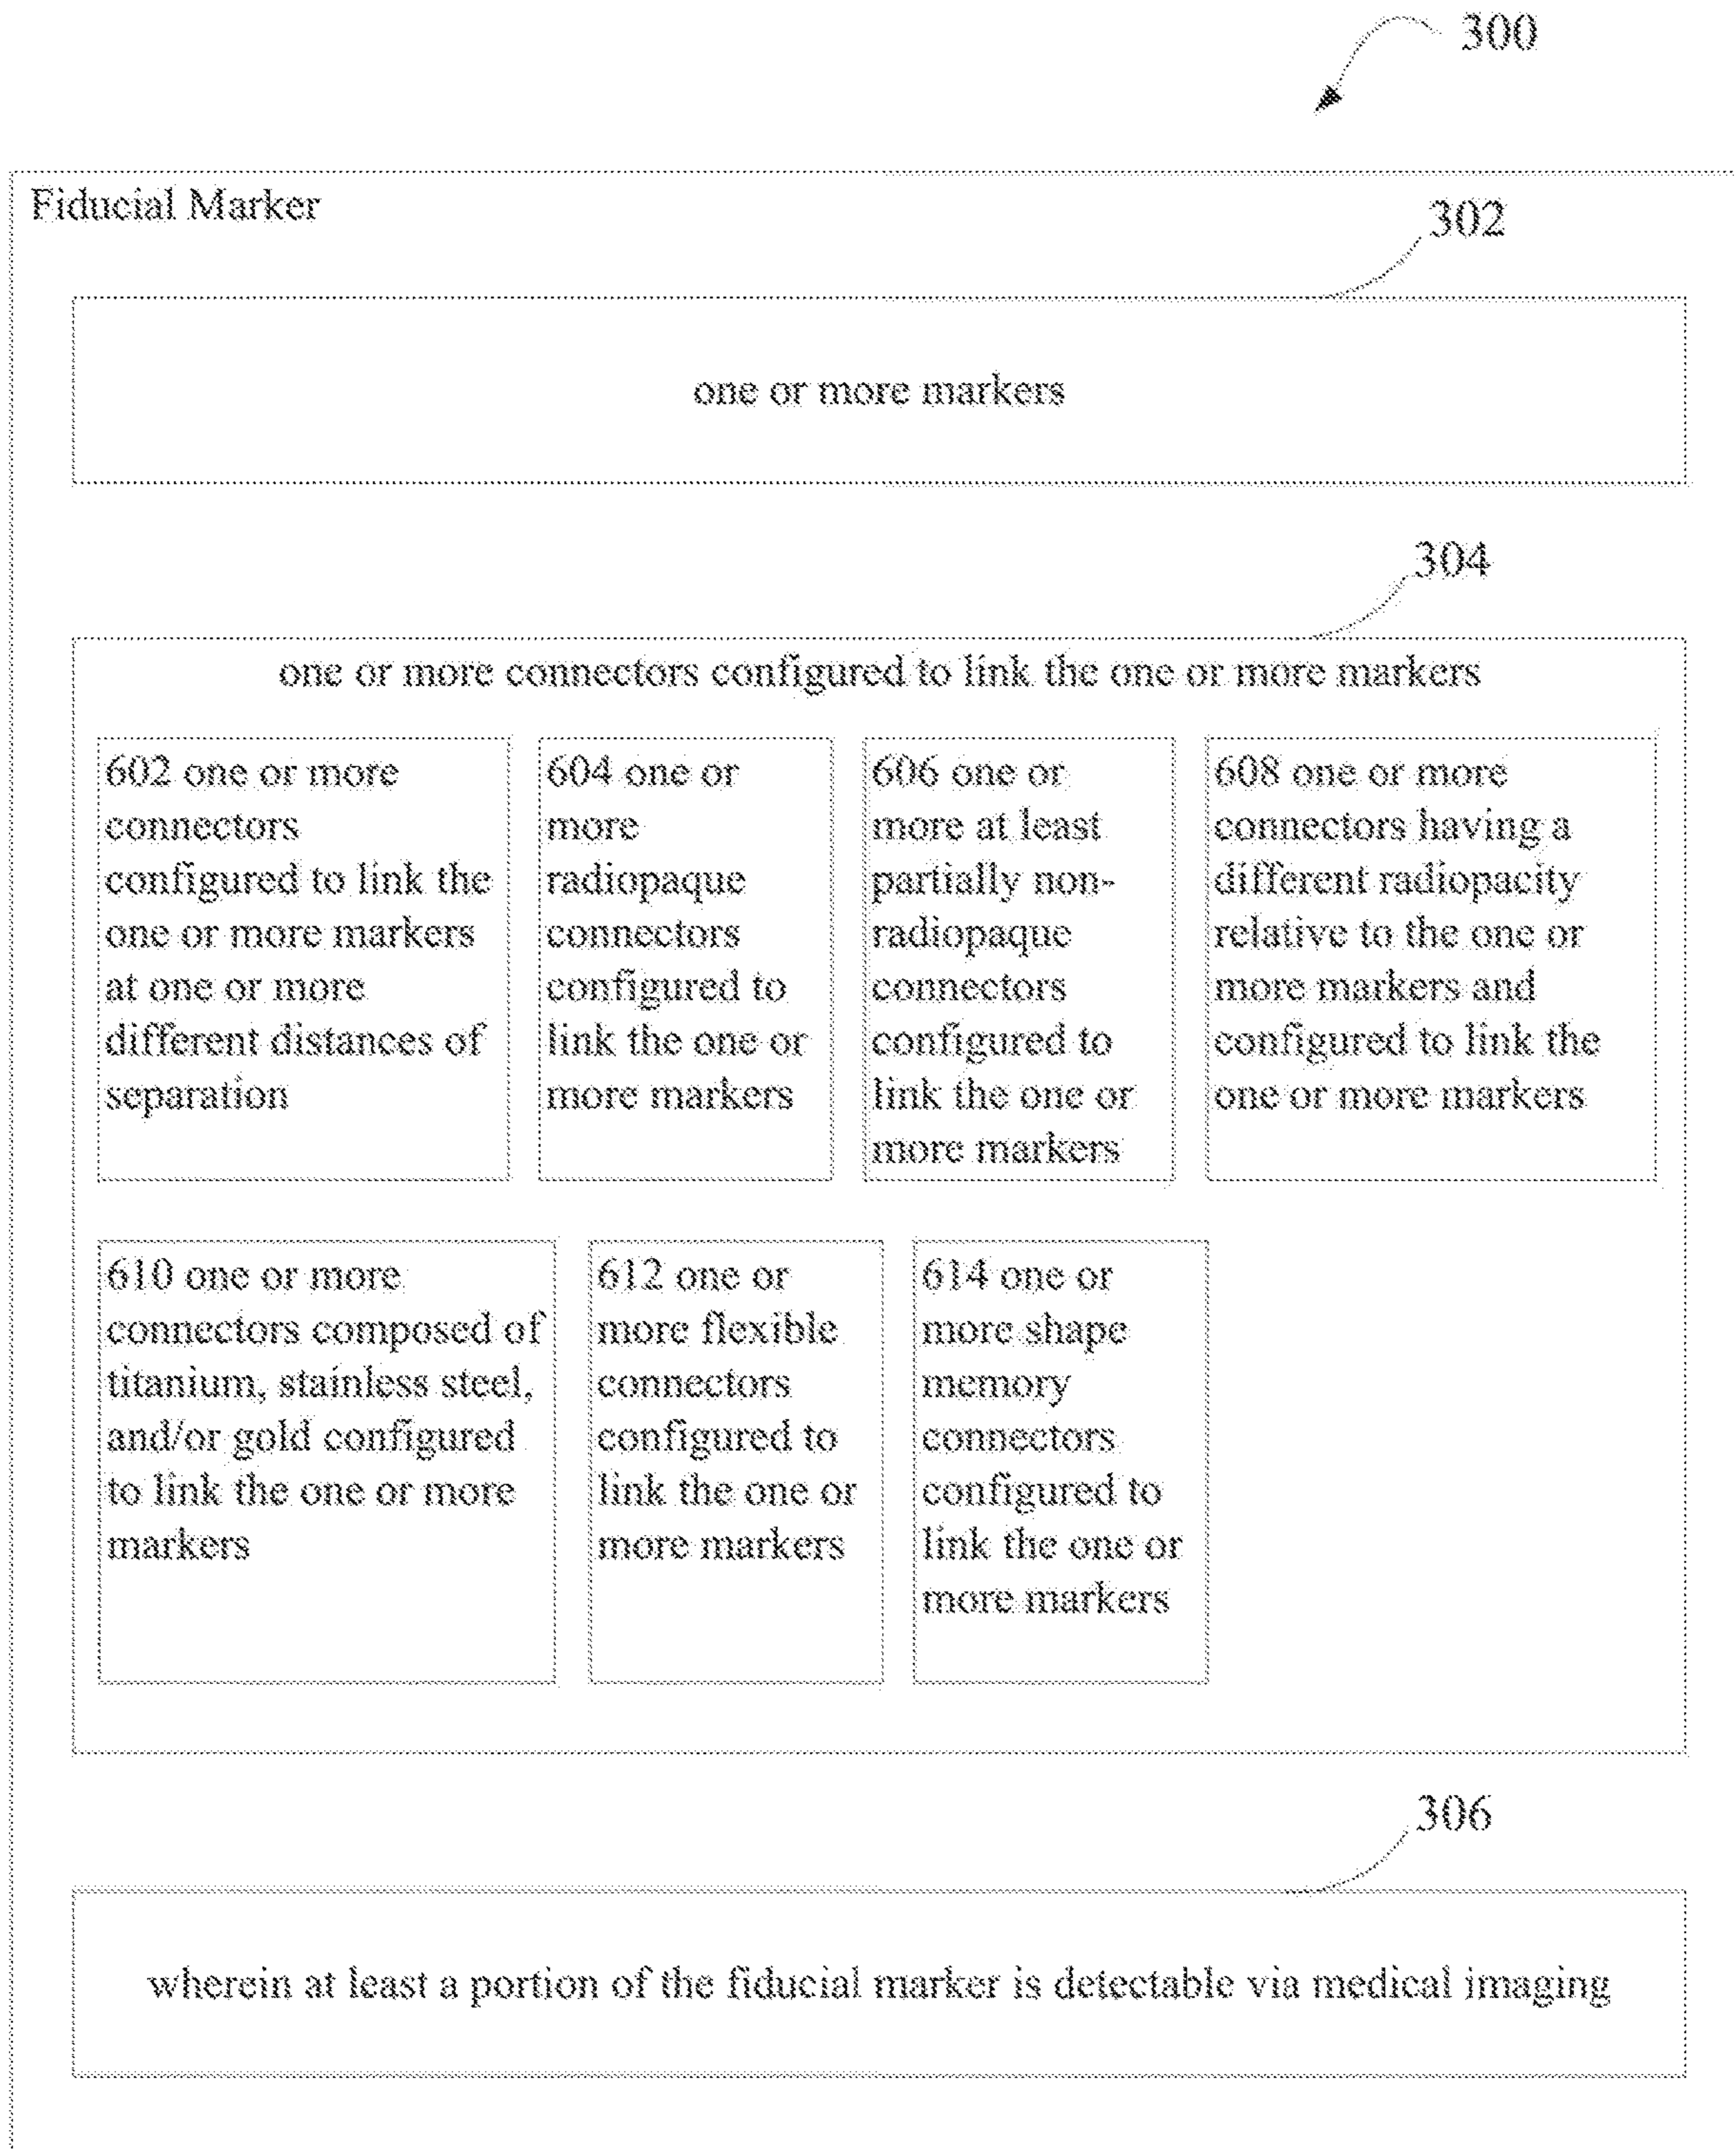 300
Fiducial Marker
302
one or more markers
304
one or more connectors configured to link the one or more markers
602 one or more
connectors
configured to link the
one or more markers
at one or more
different distances of
separation
604 one or
more
radiopaque
connectors
configured to
link the one or
more markers
606 one or
more at least
partially non-
radiopaque
connectors
configured to
link the one or
more markers
608 one or more
connectors having a
different radiopacity
relative to the one or
more markers and
configured to link the
one or more markers
610 one or more
connectors composed of
titanium, stainless steel,
and/or gold configured
to link the one or more
markers
612 one or
more flexible
connectors
configured to
link the one or
more markers
614 one or
more shape
memory
connectors
configured to
link the one or
more markers
306
wherein at least a portion of the fiducial marker is detectable via medical imaging